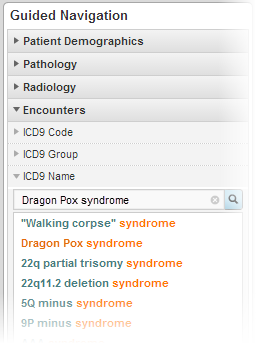 Guided Navigation
Patient Demographics
Pathology
Radiology
Encounters
ICD9 Code
ICD9 Group
ICD9 Name
Dragon Pox syndrome
"Walking corpse" syndrome
Dragon Pox syndrome
22q partial trisomy syndrome
22q11.2 deletion syndrome
5Q minus syndrome
9P minus syndrome